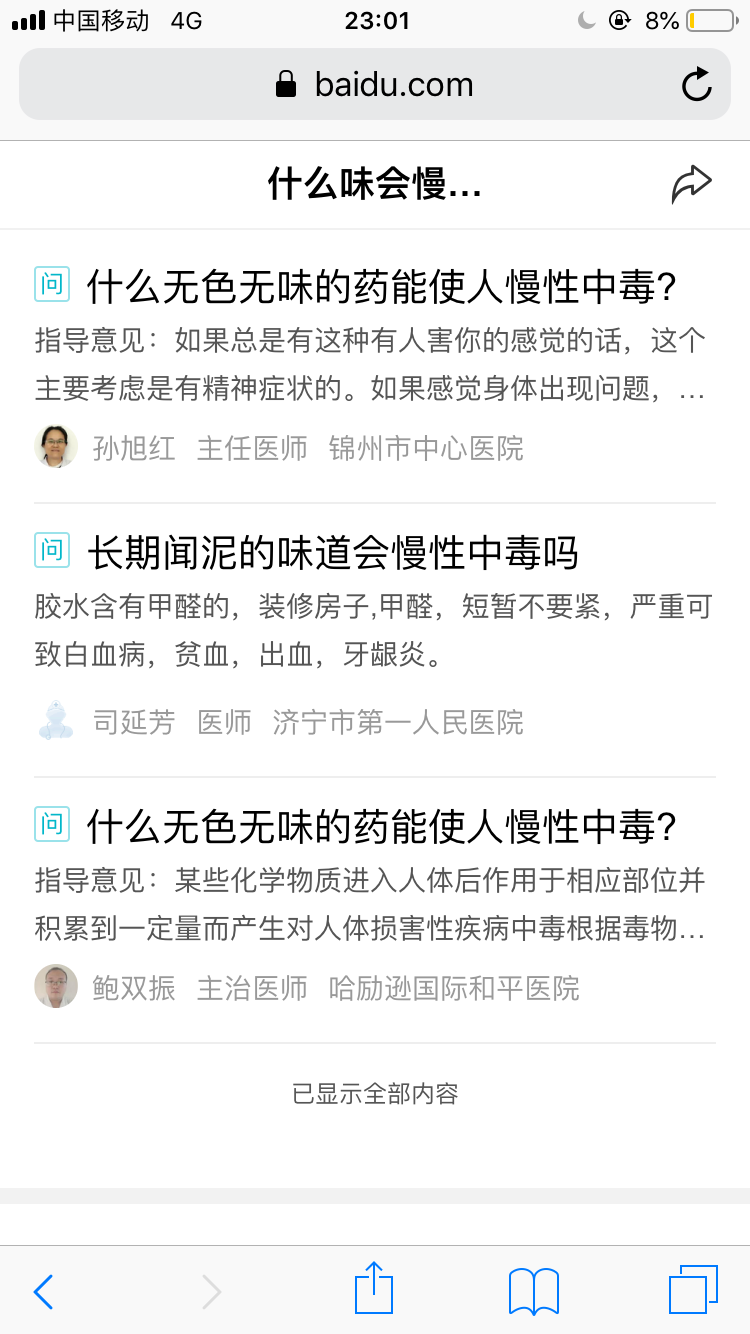 中国移动 4G 23:01 8%
baidu.com
什么味会慢...
问 什么无色无味的药能使人慢性中毒?
指导意见：如果总是有这种有人害你的感觉的话，这个
主要考虑是有精神症状的。如果感觉身体出现问题，...
孙旭红 主任医师 锦州市中心医院
问 长期闻泥的味道会慢性中毒吗
胶水含有甲醛的，装修房子,甲醛，短暂不要紧，严重可
致白血病，贫血，出血，牙龈炎。
司延芳 医师 济宁市第一人民医院
问 什么无色无味的药能使人慢性中毒?
指导意见：某些化学物质进入人体后作用于相应部位并
积累到一定量而产生对人体损害性疾病中毒根据毒物...
鲍双振 主治医师 哈励逊国际和平医院
已显示全部内容